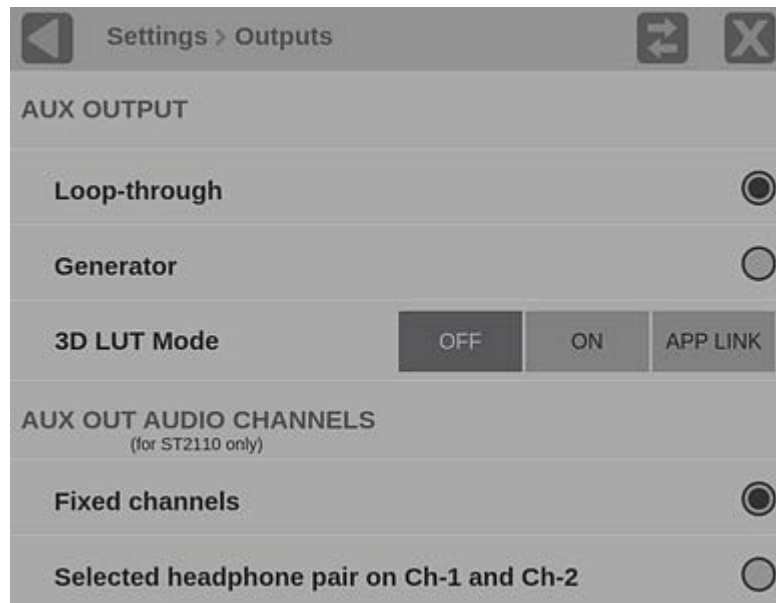 Settings > Outputs
AUX OUTPUT
Loop-through
Generator
3D LUT Mode OFF ON APP LINK
AUX OUT AUDIO CHANNELS
(for ST2110 only)
Fixed channels
Selected headphone pair on Ch-1 and Ch-2